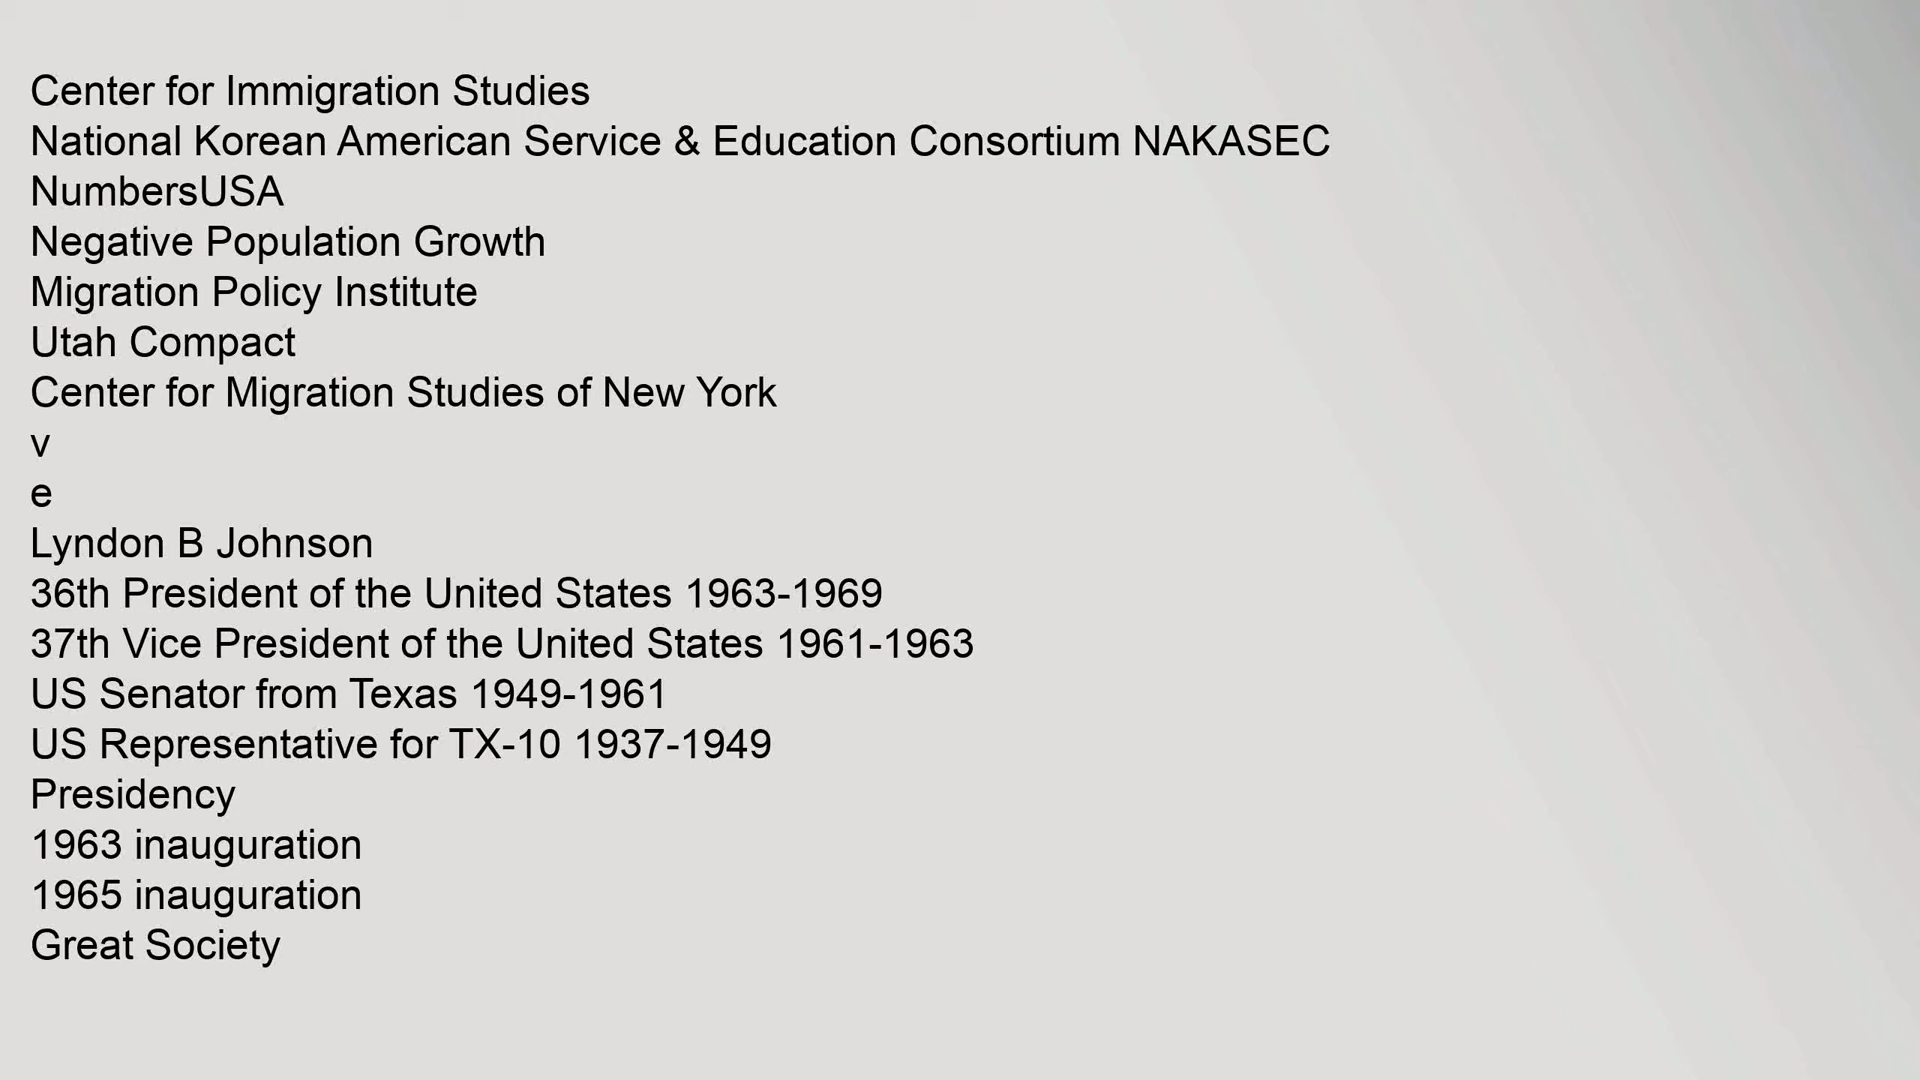 Center for Immigration Studies
National Korean American Service & Education Consortium NAKASEC
NumbersUSA
Negative Population Growth
Migration Policy Institute
Utah Compact
Center for Migration Studies of New York
v
e
Lyndon B Johnson
36th President of the United States 1963-1969
37th Vice President of the United States 1961-1963
US Senator from Texas 1949-1961
US Representative for TX-10 1937-1949
Presidency
1963 inauguration
1965 inauguration
Great Society